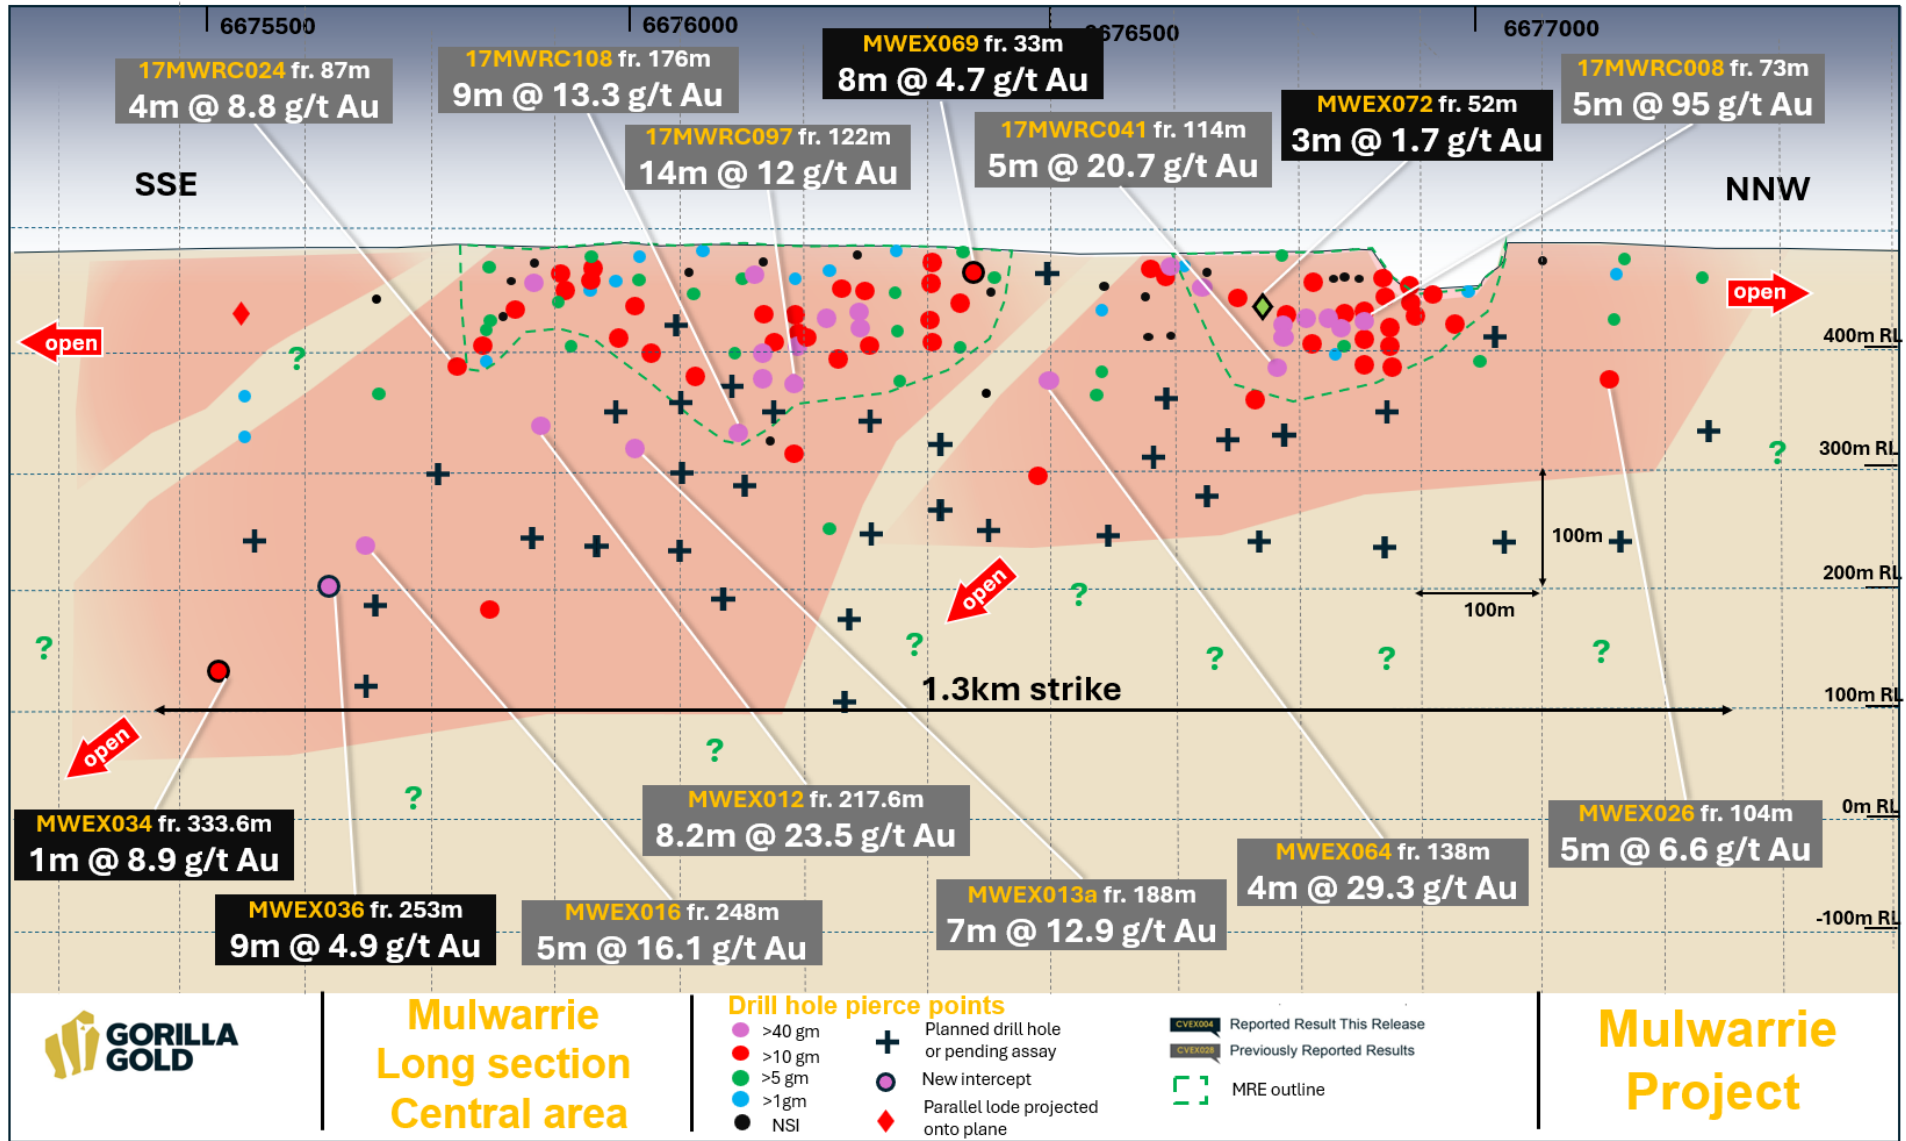 6675500
6676000
6676500
6677000
17MWRC024 fr. 87m
4m @ 8.8 g/t Au
17MWRC108 fr. 176m
9m @ 13.3 g/t Au
MWEX069 fr. 33m
8m @ 4.7 g/t Au
17MWRC008 fr. 73m
5m @ 95 g/t Au
17MWRC097 fr. 122m
14m @ 12 g/t Au
17MWRC041 fr. 114m
5m @ 20.7 g/t Au
MWEX072 fr. 52m
3m @ 1.7 g/t Au
SSE
NNW
open
open
?
400m RL
300m RL
?
100m
200m RL
100m
open
?
?
?
?
?
?
1.3km strike
100m RL
open
?
?
0m RL
MWEX034 fr. 333.6m
1m @ 8.9 g/t Au
MWEX012 fr. 217.6m
8.2m @ 23.5 g/t Au
MWEX026 fr. 104m
5m @ 6.6 g/t Au
MWEX064 fr. 138m
4m @ 29.3 g/t Au
MWEX036 fr. 253m
9m @ 4.9 g/t Au
MWEX016 fr. 248m
5m @ 16.1 g/t Au
MWEX013a fr. 188m
7m @ 12.9 g/t Au
-100m RL
GORILLA
GOLD
Mulwarrie
Long section
Central area
Drill hole pierce points
>40 gm
>10 gm
>5 gm
>1gm
NSI
Planned drill hole
or pending assay
New intercept
Parallel lode projected
onto plane
CVEX004 Reported Result This Release
CVEX028 Previously Reported Results
MRE outline
Mulwarrie
Project